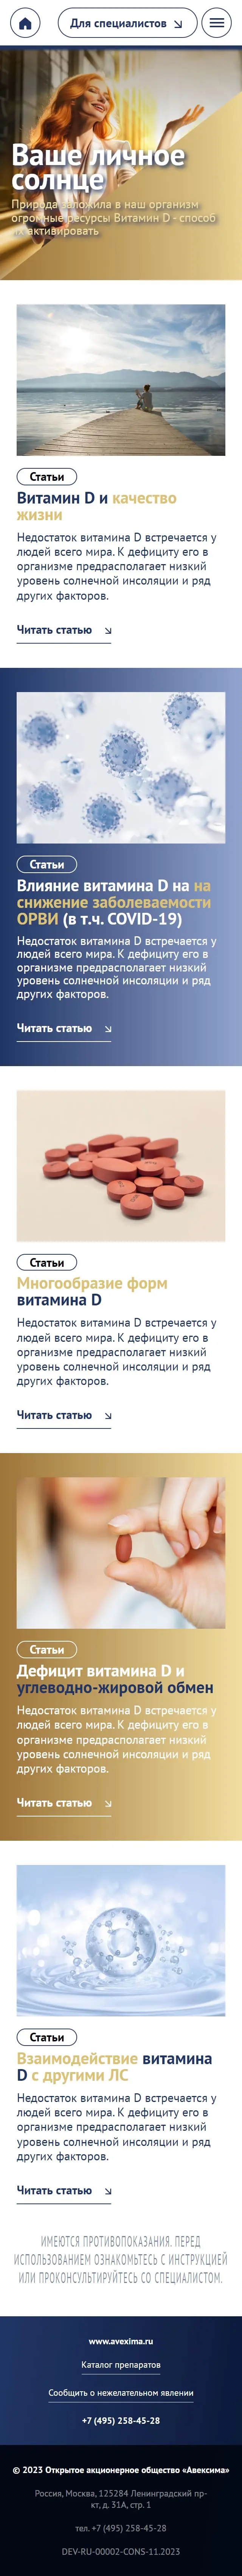 Для специалистов
Ваше личное
солнце
Природа заложила в наш организм
огромные ресурсы Витамин D - способ
их активировать
Статьи
Витамин D и качество
жизни
Недостаток витамина D встречается у
людей всего мира. К дефициту его в
организме предрасполагает низкий
уровень солнечной инсоляции и ряд
других факторов.
Читать статью
Статьи
Влияние витамина D на на
снижение заболеваемости
ОРВИ (в т.ч. COVID-19)
Недостаток витамина D встречается у
людей всего мира. К дефициту его в
организме предрасполагает низкий
уровень солнечной инсоляции и ряд
других факторов.
Читать статью
Статьи
Многообразие форм
витамина D
Недостаток витамина D встречается у
людей всего мира. К дефициту его в
организме предрасполагает низкий
уровень солнечной инсоляции и ряд
других факторов.
Читать статью
Статьи
Дефицит витамина D и
углеводно-жировой обмен
Недостаток витамина D встречается у
людей всего мира. К дефициту его в
организме предрасполагает низкий
уровень солнечной инсоляции и ряд
других факторов.
Читать статью
Статьи
Взаимодействие витамина
D с другими ЛС
Недостаток витамина D встречается у
людей всего мира. К дефициту его в
организме предрасполагает низкий
уровень солнечной инсоляции и ряд
других факторов.
Читать статью
ИМЕЮТСЯ ПРОТИВОПОКАЗАНИЯ. ПЕРЕД
ИСПОЛЬЗОВАНИЕМ ОЗНАКОМЬТЕСЬ С ИНСТРУКЦИЕЙ
ИЛИ ПРОКОНСУЛЬТИРУЙТЕСЬ СО СПЕЦИАЛИСТОМ.
www.avexima.ru
Каталог препаратов
Сообщить о нежелательном явлении
+7 (495) 258-45-28
© 2023 Открытое акционерное общество «Авексима»
Россия, Москва, 125284 Ленинградский пр-
кт, д. 31А, стр. 1
тел. +7 (495) 258-45-28
DEV-RU-00002-CONS-11.2023